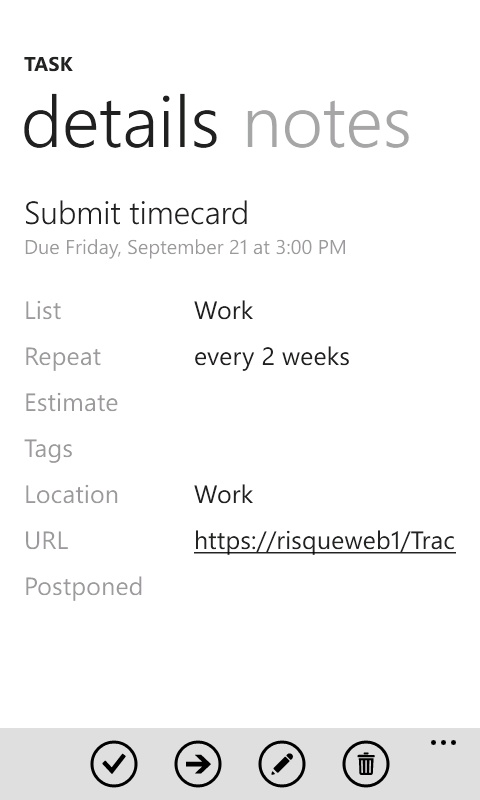 TASK
details notes
Submit timecard
Due Friday, September 21 at 3:00 PM
List Work
Repeat every 2 weeks
Estimate
Tags
Location Work
URL https://risqueweb1/Trac
Postponed